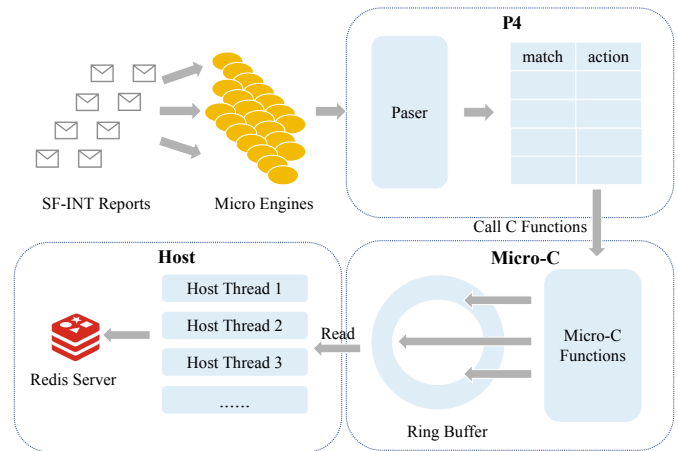 P4
match action
Paser
SF-INT Reports
Micro Engines
Call C Functions
Host
Micro-C
Host Thread 1
Host Thread 2
Host Thread 3
......
Redis Server
Read
Micro-C
Functions
Ring Buffer